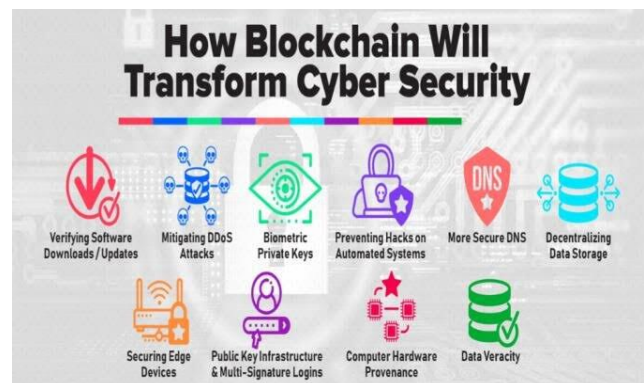 How Blockchain Will
Transform Cyber Security
Verifying Software
Downloads / Updates
Mitigating DDoS
Attacks
Biometric
Private Keys
Preventing Hacks on
Automated Systems
DNS
More Secure DNS
Decentralizing
Data Storage
Securing Edge
Devices
Public Key Infrastructure
& Multi-Signature Logins
Computer Hardware
Provenance
Data Veracity